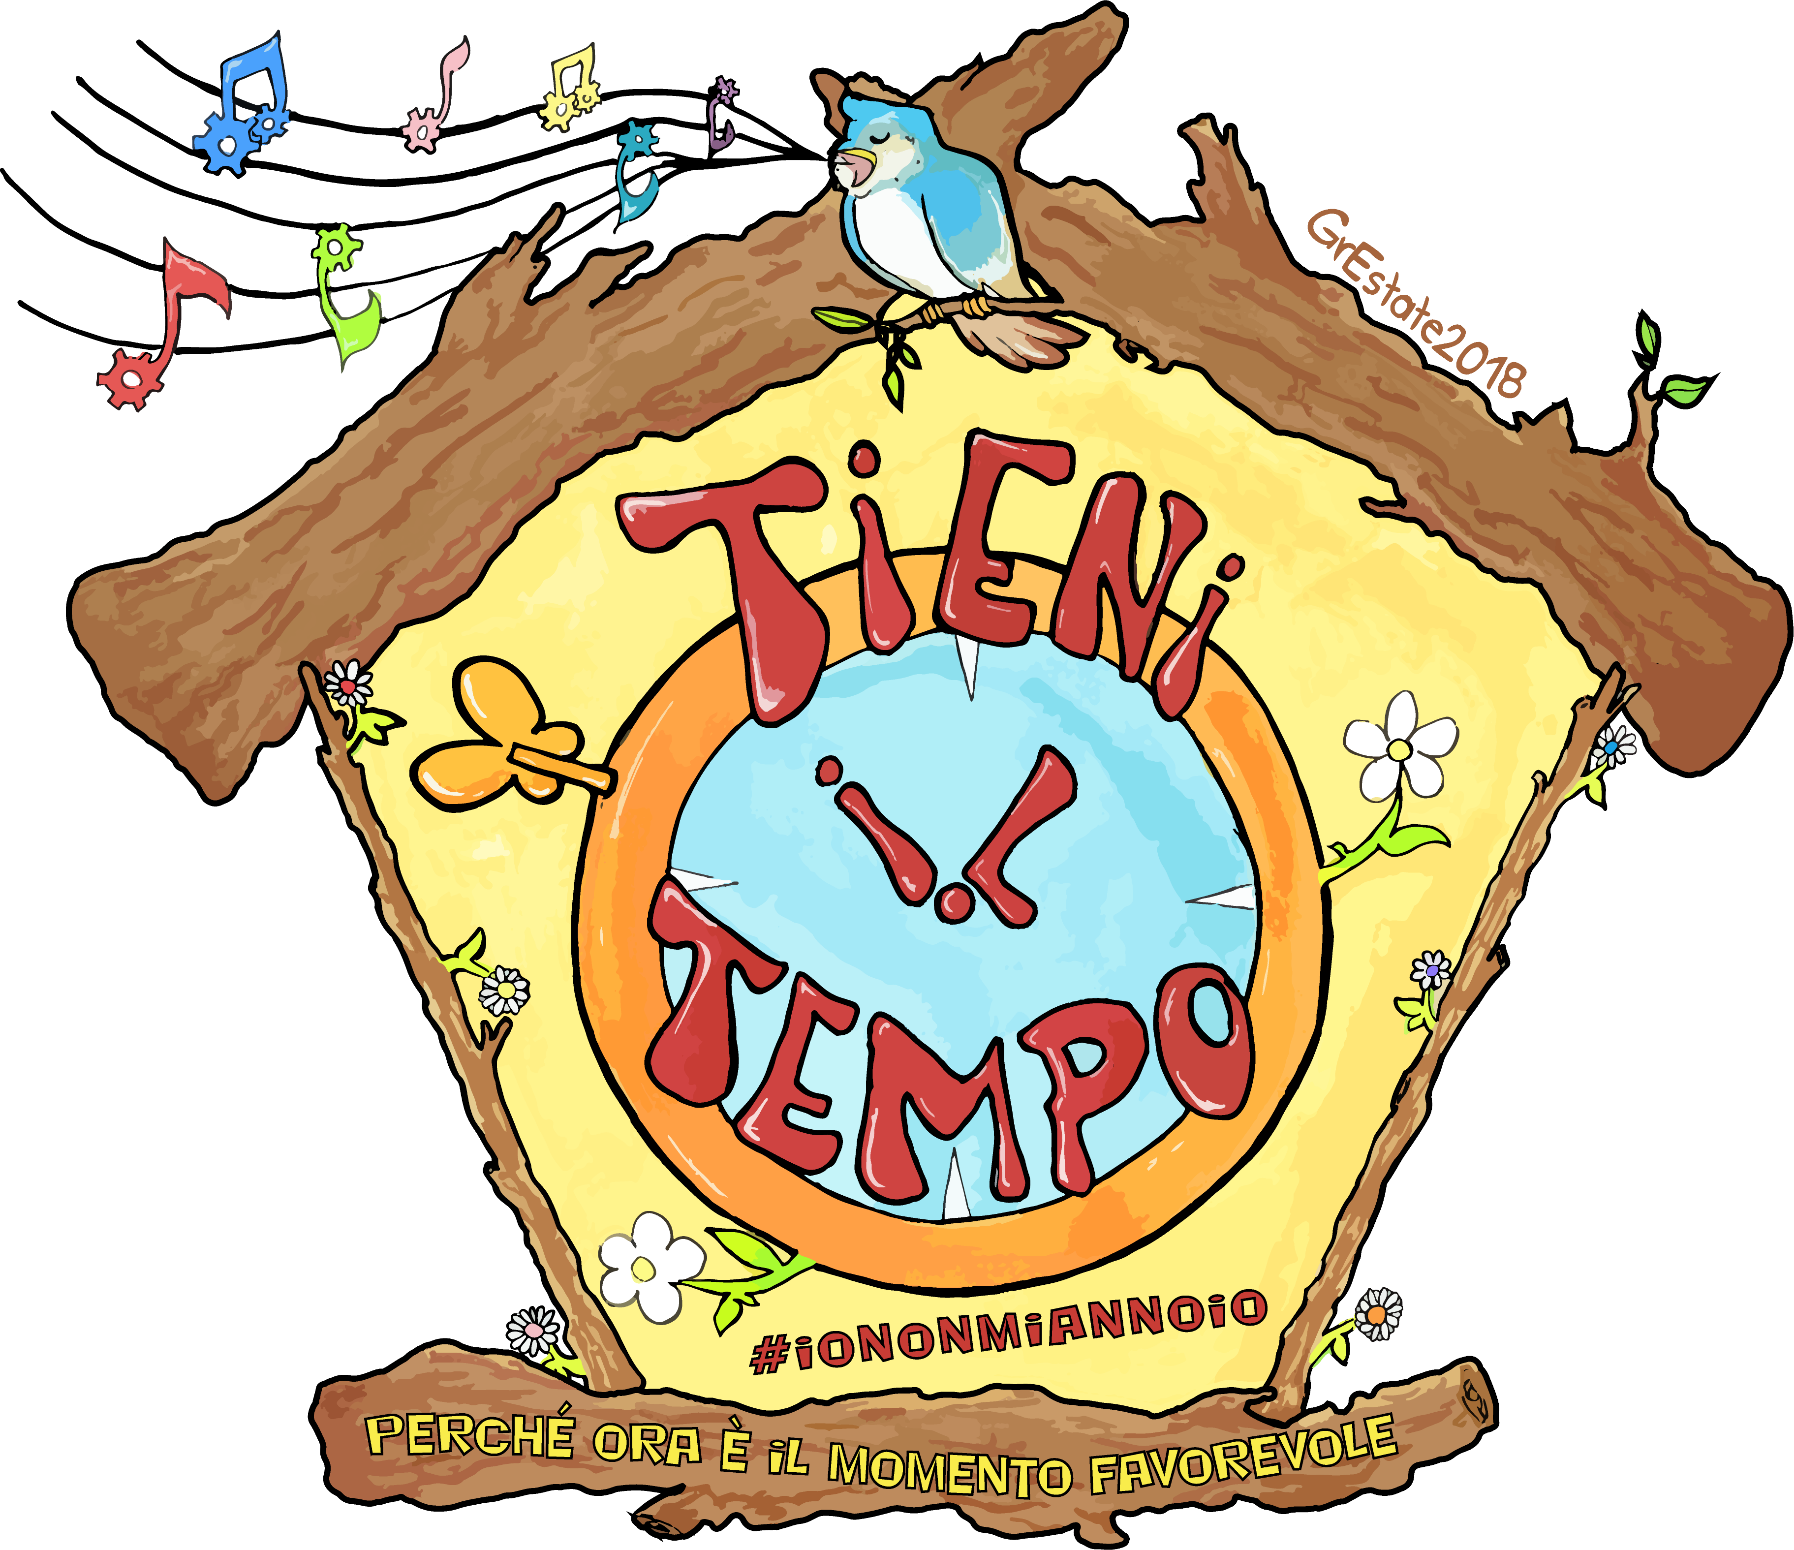 GrEstate2018
TiENi
iL
TEMPO
#iONONMiANNOiO
PERCHÉ ORA È iL MOMENTO FAVOREVOLE